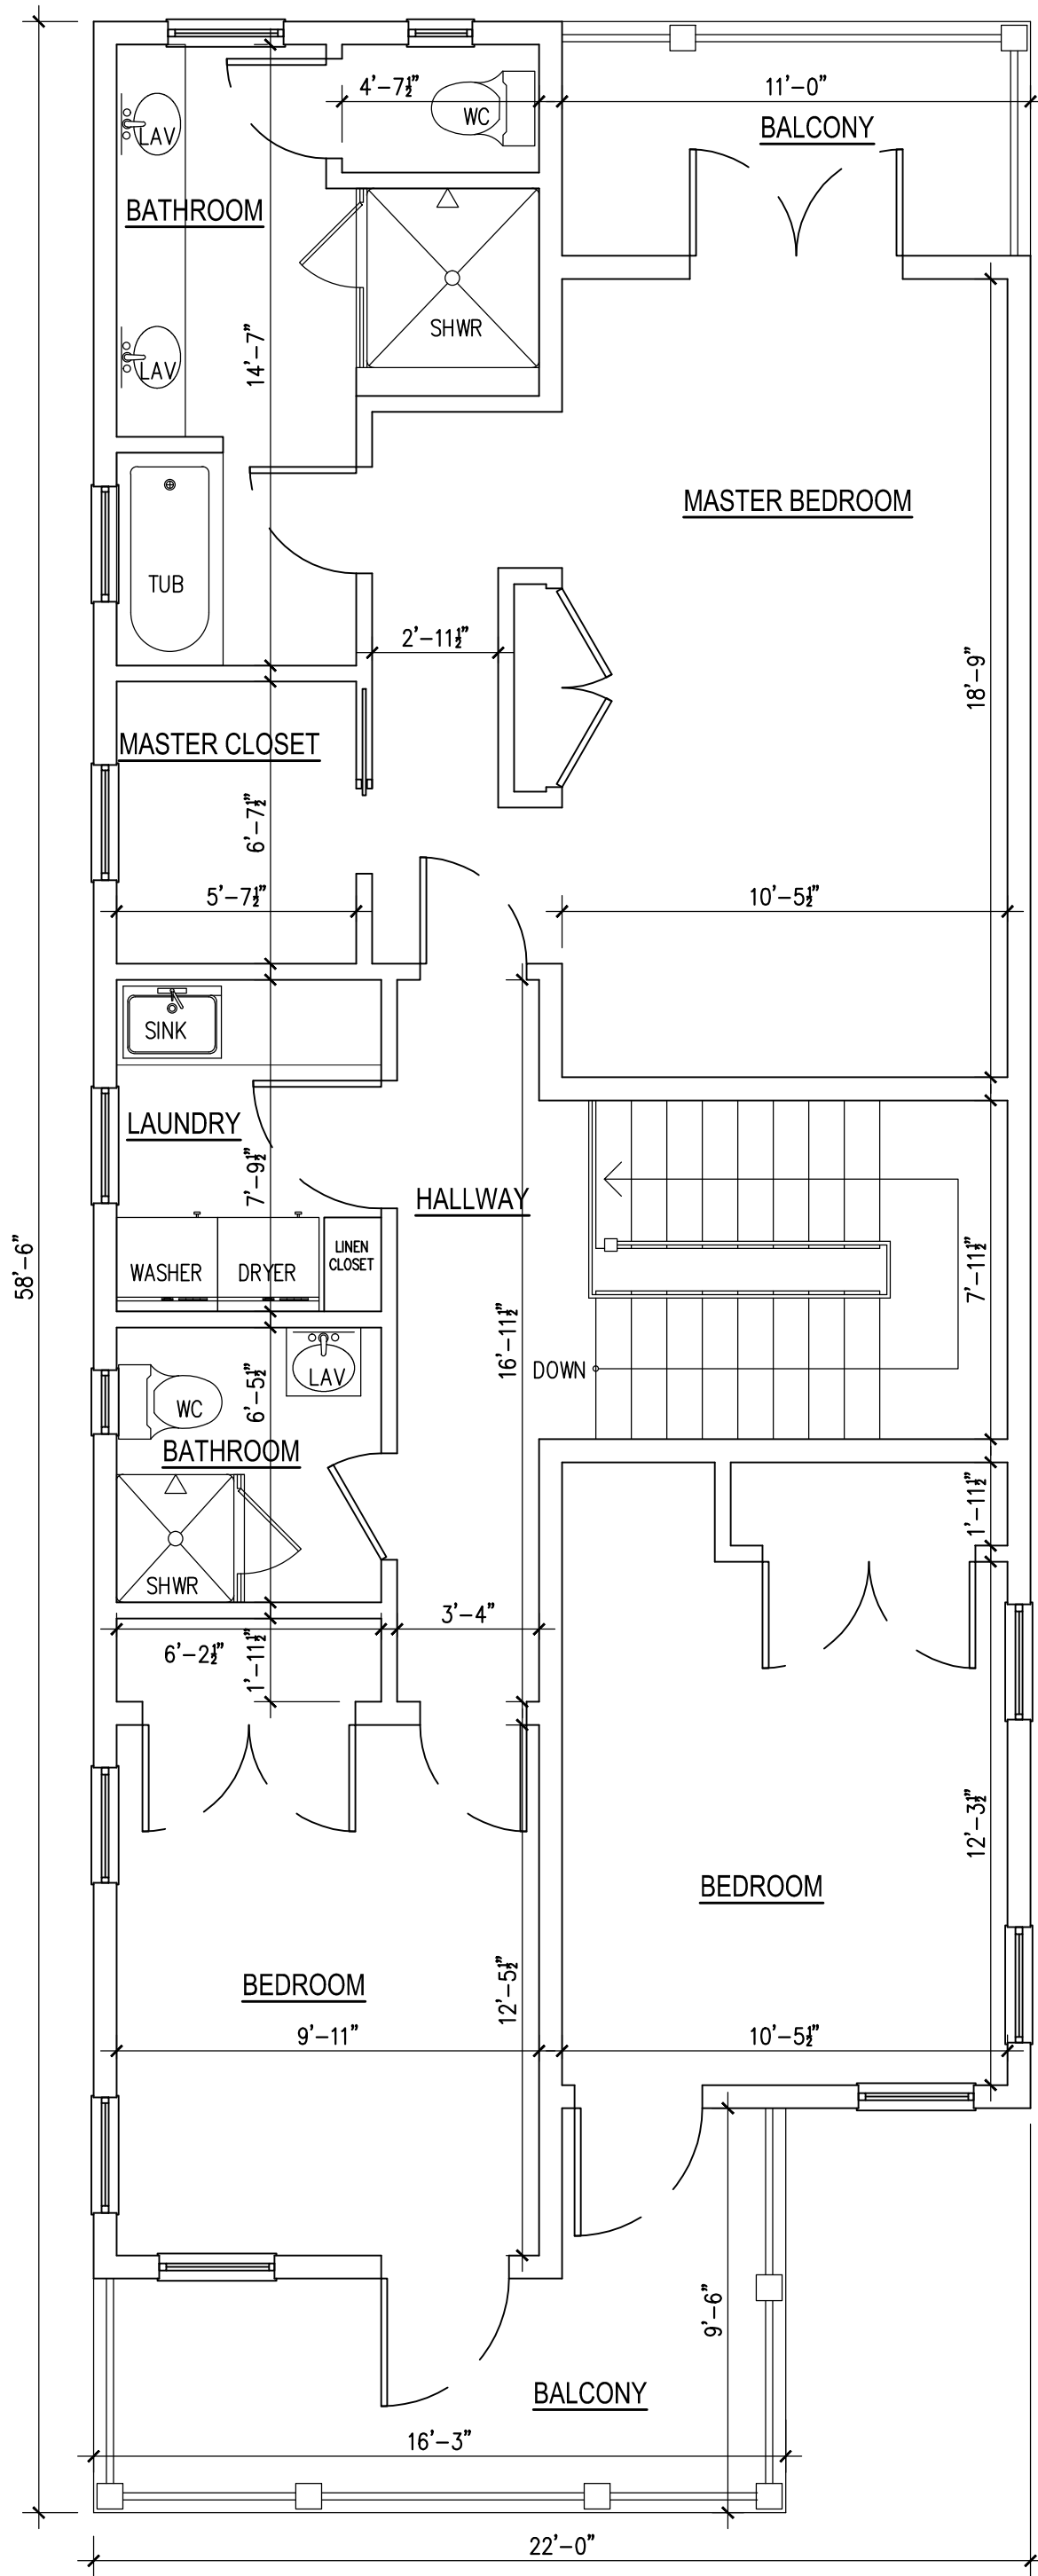 4'-7½"
WC
11'-0"
BALCONY
LAV
BATHROOM
SHWR
14'-7"
LAV
MASTER BEDROOM
TUB
2'-11½"
18'-9"
MASTER CLOSET
6'-7½"
5'-7½"
10'-5½"
SINK
LAUNDRY
7'-9½"
HALLWAY
58'-6"
LINEN
CLOSET
WASHER
DRYER
7'-11½"
16'-11½"
DOWN
LAV
6'-5½"
WC
BATHROOM
1'-11½"
SHWR
3'-4"
6'-2½"
1'-11½"
12'-3½"
BEDROOM
BEDROOM
12'-5½"
9'-11"
10'-5½"
9'-6"
BALCONY
16'-3"
22'-0"